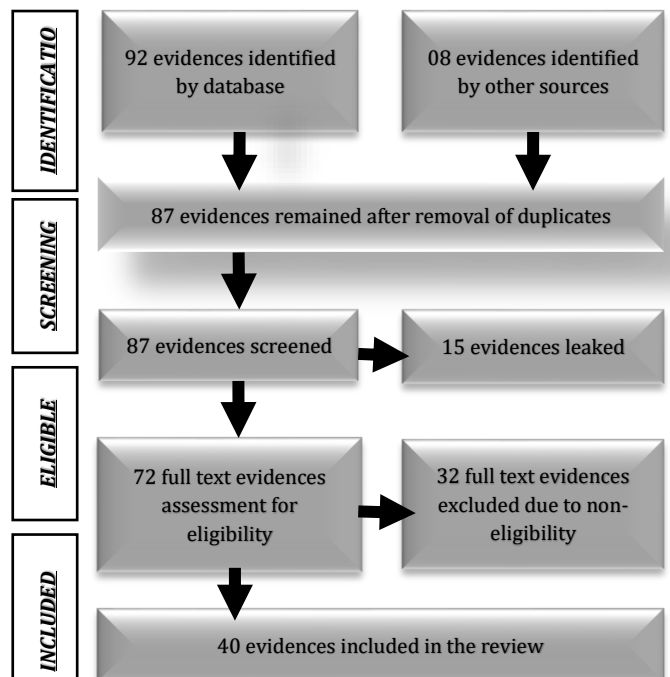 IDENTIFICATIO
92 evidences identified
by database
08 evidences identified
by other sources
87 evidences remained after removal of duplicates
SCREENING
87 evidences screened
15 evidences leaked
ELIGIBLE
72 full text evidences
assessment for
eligibility
32 full text evidences
excluded due to non-
eligibility
INCLUDED
40 evidences included in the review